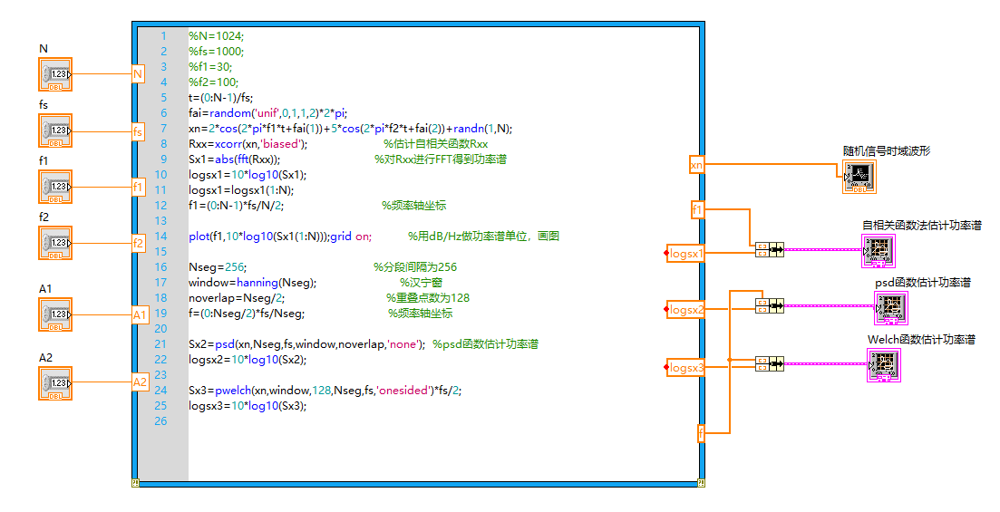 N
1.23
DBL
fs
1.23
DBL
f1
1.23
DBL
f2
1.23
DBL
A1
1.23
DBL
A2
1.23
DBL
N
fs
f1
f2
A1
A2
1 %N=1024;
2 %fs=1000;
3 %f1=30;
4 %f2=100;
5 t=(0:N-1)/fs;
6 fai=random('unif',0,1,1,2)*2*pi;
7 xn=2*cos(2*pi*f1*t+fai(1))+5*cos(2*pi*f2*t+fai(2))+randn(1,N);
8 Rxx=xcorr(xn,'biased'); %估计自相关函数Rxx
9 Sx1=abs(fft(Rxx)); %对Rxx进行FFT得到功率谱
10 logsx1=10*log10(Sx1);
11 logsx1=logsx1(1:N);
12 f1=(0:N-1)*fs/N/2; %频率轴坐标
13
14 plot(f1,10*log10(Sx1(1:N)));grid on; %用dB/Hz做功率谱单位，画图
15
16 Nseg=256; %分段间隔为256
17 window=hanning(Nseg); %汉宁窗
18 noverlap=Nseg/2; %重叠点数为128
19 f=(0:Nseg/2)*fs/Nseg; %频率轴坐标
20
21 Sx2=psd(xn,Nseg,fs,window,noverlap,'none'); %psd函数估计功率谱
22 logsx2=10*log10(Sx2);
23
24 Sx3=pwelch(xn,window,128,Nseg,fs,'onesided')*fs/2;
25 logsx3=10*log10(Sx3);
26
xn
f1
logsx1
logsx2
logsx3
f
随机信号时域波形
DBL
自相关函数法估计功率谱
psd函数估计功率谱
Welch函数估计功率谱